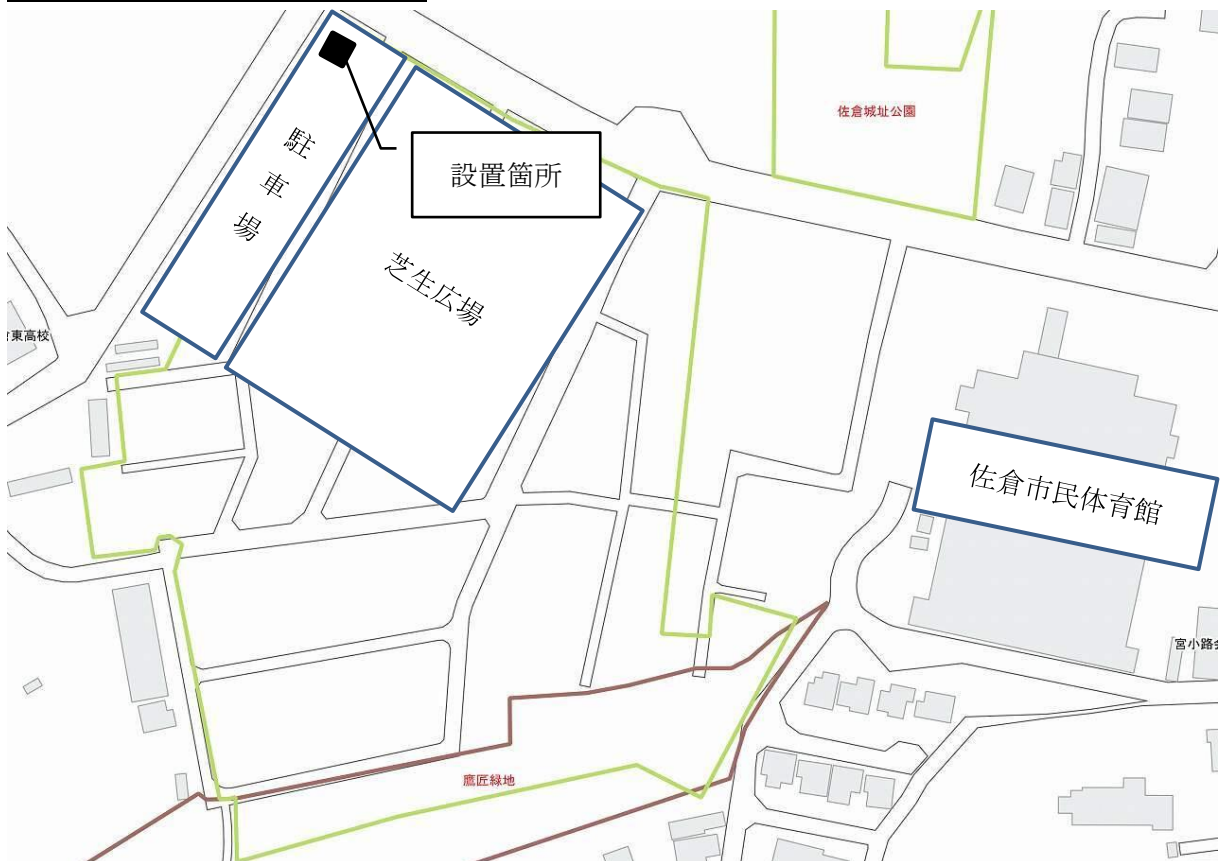 佐倉城址公園
駐車場
設置箇所
芝生広場
東高校
佐倉市民体育館
宮小路会
鷹匠緑地